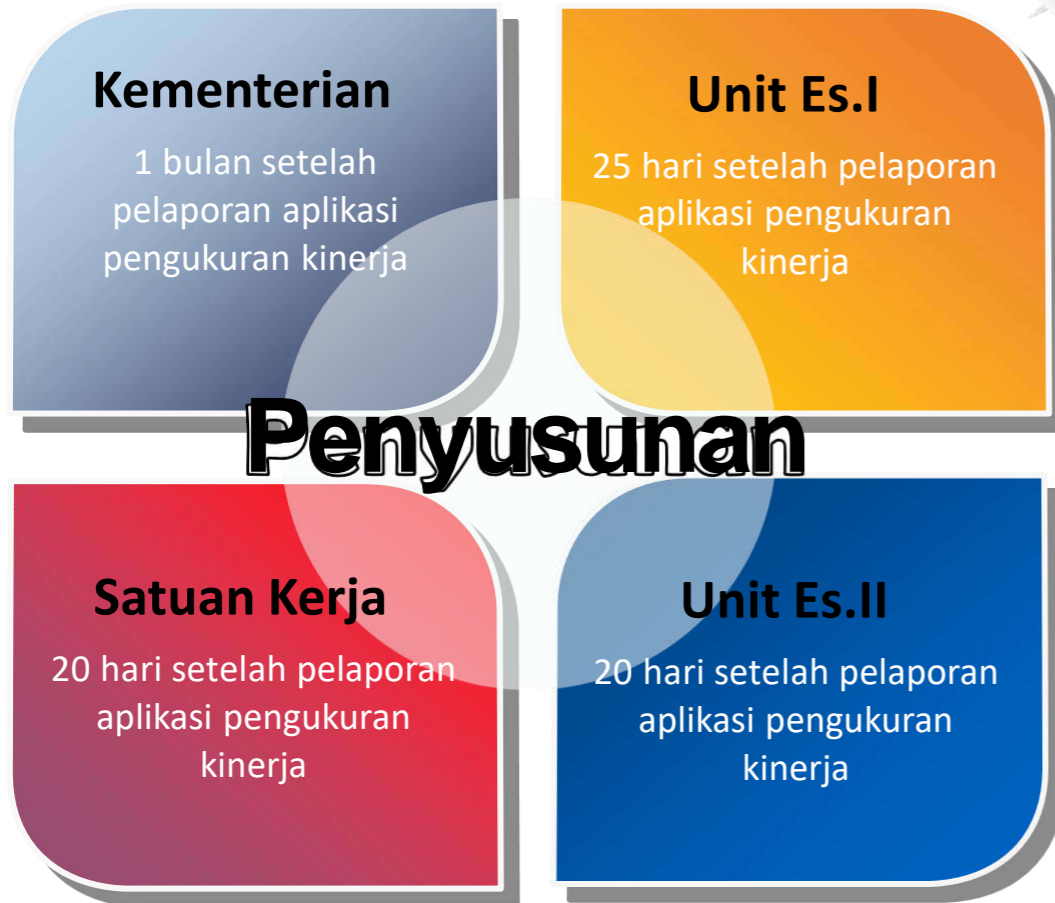 Kementerian
1 bulan setelah
pelaporan aplikasi
pengukuran kinerja
Unit Es.I
25 hari setelah pelaporan
aplikasi pengukuran
kinerja
Penyusunan
Satuan Kerja
20 hari setelah pelaporan
aplikasi pengukuran
kinerja
Unit Es.II
20 hari setelah pelaporan
aplikasi pengukuran
kinerja